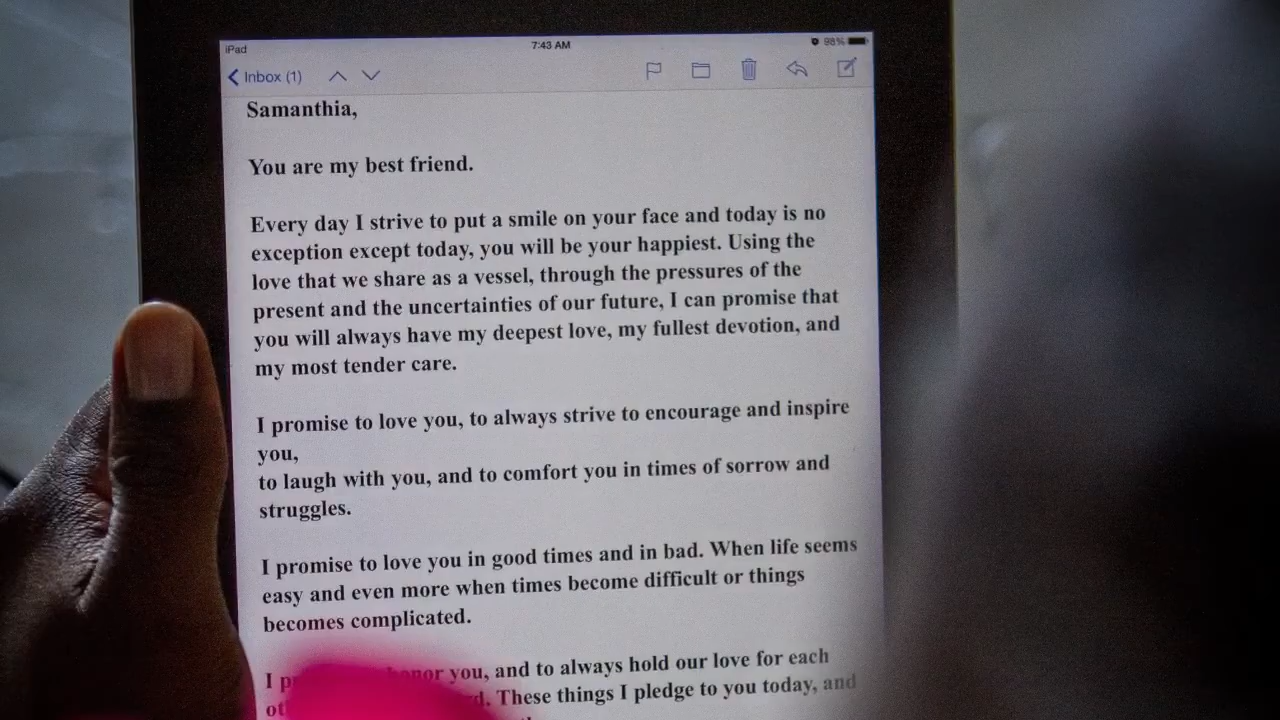 iPad 7:43 AM 98%
Inbox (1)
Samanthia,
You are my best friend.
Every day I strive to put a smile on your face and today is no
exception except today, you will be your happiest. Using the
love that we share as a vessel, through the pressures of the
present and the uncertainties of our future, I can promise that
you will always have my deepest love, my fullest devotion, and
my most tender care.
I promise to love you, to always strive to encourage and inspire
you,
to laugh with you, and to comfort you in times of sorrow and
struggles.
I promise to love you in good times and in bad. When life seems
easy and even more when times become difficult or things
becomes complicated.
I you, and to always hold our love for each
These things I pledge to you today, and